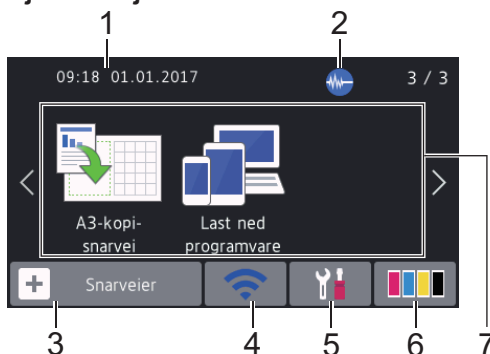 1
2
09:18 01.01.2017
3 / 3
A3-kopi-
snarvei
Last ned
programvare
Snarveier
3
4
5
6
7